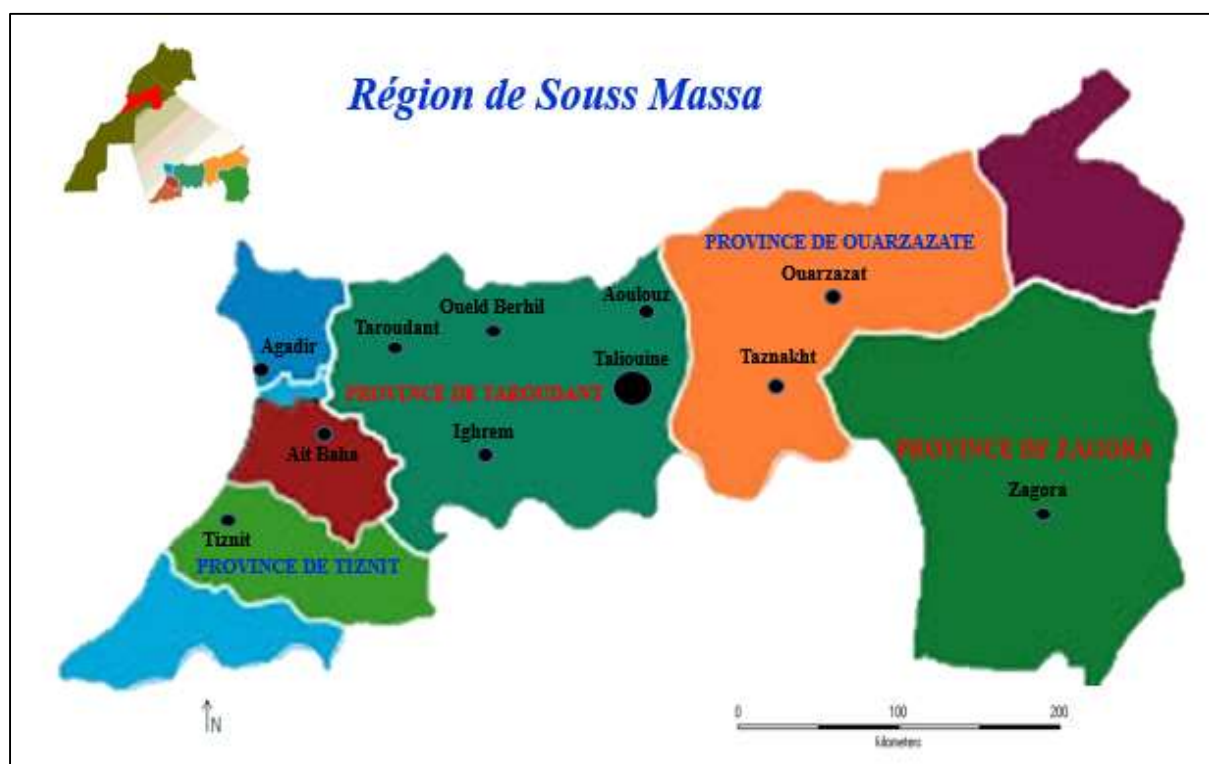 Région de Souss Massa
PROVINCE DE OUARZAZATE
Ouarzazat
Aoulouz
Oueld Berhil
Taroudant
Agadir
Taliouine
Taznakht
PROVINCE DE TAROUDANT
Ighrem
Ait Baha
PROVINCE DE ZAGORA
Zagora
Tiznit
PROVINCE DE TIZNIT
N
0 100 200
Kilometers